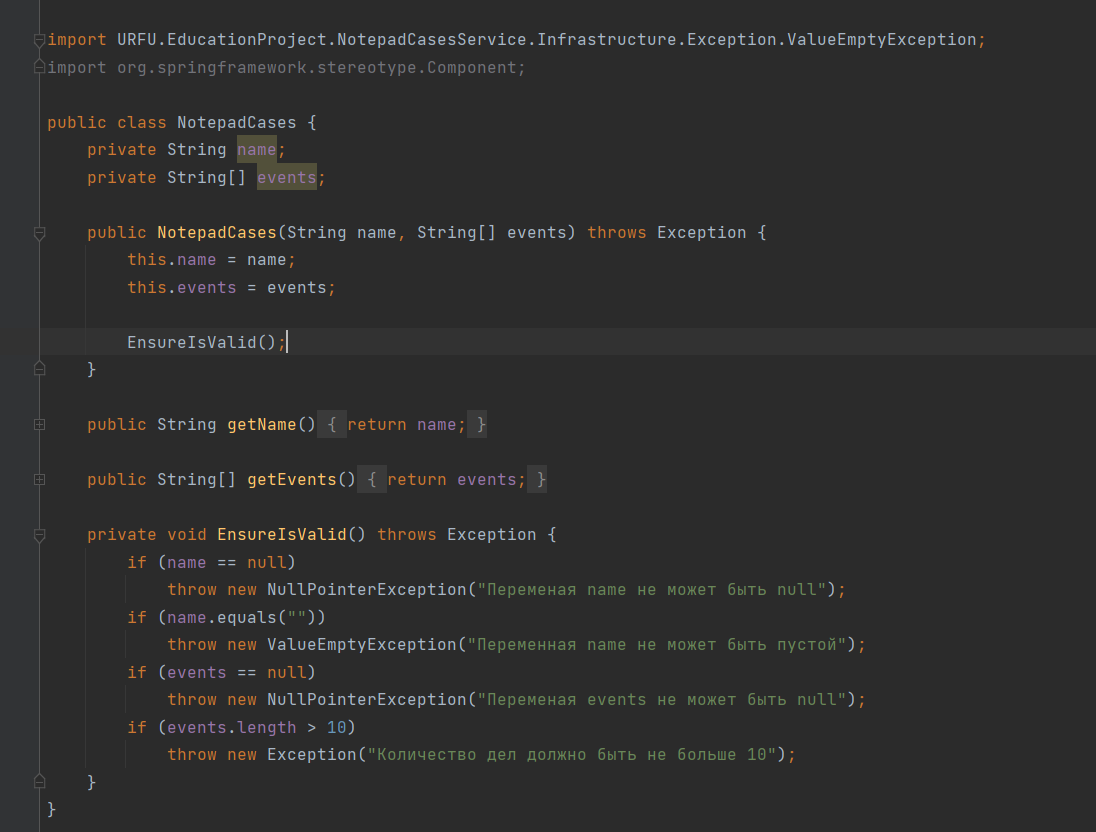 import URFU.EducationProject.NotepadCasesService.Infrastructure.Exception.ValueEmptyException;
import org.springframework.stereotype.Component;
public class NotepadCases {
private String name;
private String[] events;
public NotepadCases(String name, String[] events) throws Exception {
this.name = name;
this.events = events;
EnsureIsValid();
}
public String getName() { return name; }
public String[] getEvents() { return events; }
private void EnsureIsValid() throws Exception {
if (name == null)
throw new NullPointerException("Переменая name не может быть null");
if (name.equals(""))
throw new ValueEmptyException("Переменная name не может быть пустой");
if (events == null)
throw new NullPointerException("Переменая events не может быть null");
if (events.length > 10)
throw new Exception("Количество дел должно быть не больше 10");
}
}